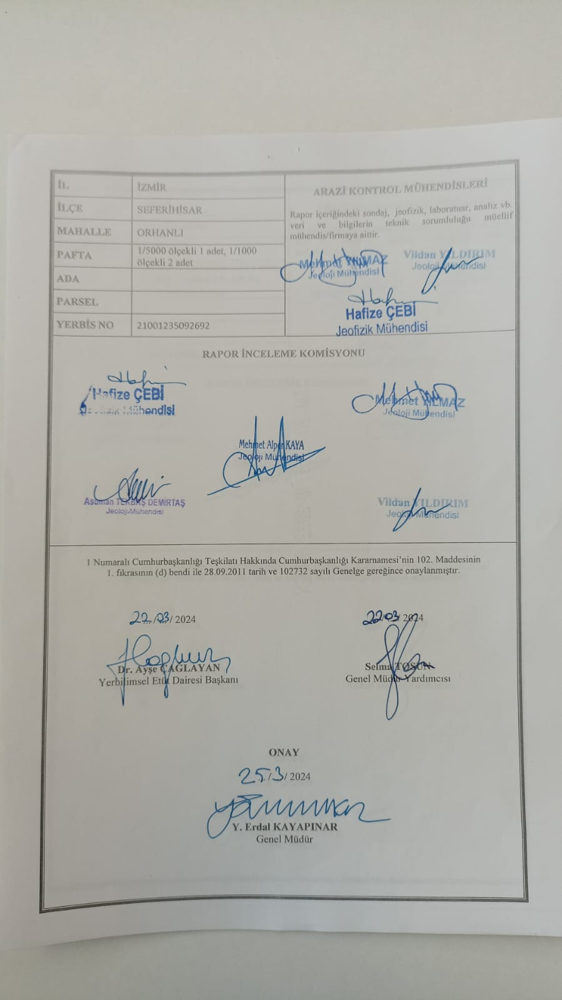 İL
İZMİR
İLÇE
SEFERİHİSAR
MAHALLE
ORHANLI
PAFTA
1/5000 ölçekli 1 adet, 1/1000
ölçekli 2 adet
ADA
PARSEL
YERBİS NO
21001235092692
ARAZİ KONTROL MÜHENDİSLERİ
Rapor içeriğindeki sondaj, jeofizik, laboratuar, analiz vb.
veri ve bilgilerin teknik sorumluluğu müellif
mühendis/firmaya aittir.
Mehmet YILMAZ
Jeoloji Mühendisi
Vildan YILDIRIM
Jeoloji Mühendisi
Hafize ÇEBİ
Jeofizik Mühendisi
RAPOR İNCELEME KOMİSYONU
Hafize ÇEBİ
Jeofizik Mühendisi
Mehmet YILMAZ
Jeoloji Mühendisi
Mehmet Alper KAYA
Jeoloji Mühendisi
Asuman DEMİRTAŞ
Jeoloji Mühendisi
Vildan YILDIRIM
Jeoloji Mühendisi
1 Numaralı Cumhurbaşkanlığı Teşkilatı Hakkında Cumhurbaşkanlığı Kararnamesi'nin 102. Maddesinin
1. fıkrasının (d) bendi ile 28.09.2011 tarih ve 102732 sayılı Genelge gereğince onaylanmıştır.
22/03/2024
Dr. Ayşe ÇAĞLAYAN
Yerbilimsel Etüt Dairesi Başkanı
22/03/2024
Selma TOSUN
Genel Müdür Yardımcısı
ONAY
25/3/2024
Y. Erdal KAYAPINAR
Genel Müdür